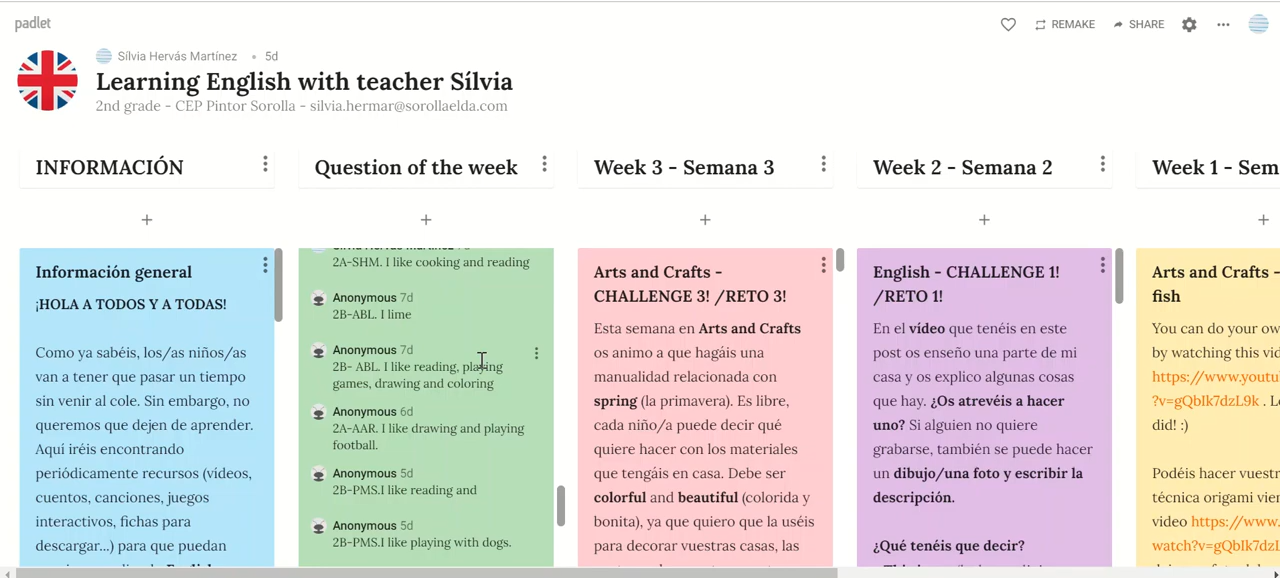 padlet
REMAKE
SHARE
Sílvia Hervás Martínez • 5d
Learning English with teacher Sílvia
2nd grade - CEP Pintor Sorolla - silvia.hermar@sorollaelda.com
INFORMACIÓN
Información general
¡HOLA A TODOS Y A TODAS!
Como ya sabéis, los/as niños/as
van a tener que pasar un tiempo
sin venir al cole. Sin embargo, no
queremos que dejen de aprender.
Aquí iréis encontrando
periódicamente recursos (vídeos,
cuentos, canciones, juegos
interactivos, fichas para
descargar...) para que puedan
Question of the week
2A-SHM. I like cooking and reading
Anonymous 7d
2B-ABL. I lime
Anonymous 7d
2B- ABL. I like reading, playing
games, drawing and coloring
Anonymous 6d
2A-AAR. I like drawing and playing
football.
Anonymous 5d
2B-PMS.I like reading and
Anonymous 5d
2B-PMS.I like playing with dogs.
Week 3 - Semana 3
Arts and Crafts -
CHALLENGE 3! /RETO 3!
Esta semana en Arts and Crafts
os animo a que hagáis una
manualidad relacionada con
spring (la primavera). Es libre,
cada niño/a puede decir qué
quiere hacer con los materiales
que tengáis en casa. Debe ser
colorful and beautiful (colorida y
bonita), ya que quiero que la uséis
para decorar vuestras casas, las
Week 2 - Semana 2
English - CHALLENGE 1!
/RETO 1!
En el vídeo que tenéis en este
post os enseño una parte de mi
casa y os explico algunas cosas
que hay. ¿Os atrevéis a hacer
uno? Si alguien no quiere
grabarse, también se puede hacer
un dibujo/una foto y escribir la
descripción.
¿Qué tenéis que decir?
Week 1 - Sem
Arts and Crafts -
fish
You can do your ow
by watching this vid
https://www.youtu
?v=gQbIk7dzL9k . L
did! :)
Podéis hacer vuestr
técnica origami vier
video https://www.
watch?v=gQbIk7dzL